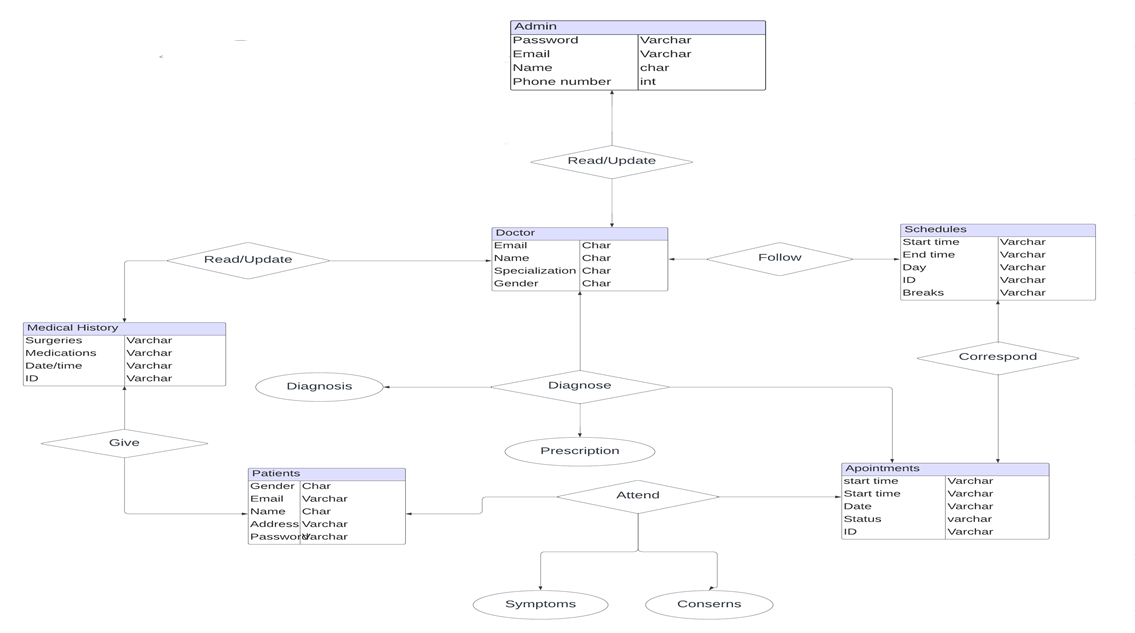 Admin
Password Varchar
Email Varchar
Name char
Phone number int
Read/Update
Doctor
Email Char
Name Char
Specialization Char
Gender Char
Read/Update
Follow
Schedules
Start time Varchar
End time Varchar
Day Varchar
ID Varchar
Breaks Varchar
Medical History
Surgeries Varchar
Medications Varchar
Date/time Varchar
ID Varchar
Correspond
Diagnosis
Diagnose
Give
Prescription
Patients
Gender Char
Email Varchar
Name Char
Address Varchar
Password Varchar
Attend
Apointments
start time Varchar
Start time Varchar
Date Varchar
Status varchar
ID Varchar
Symptoms
Conserns